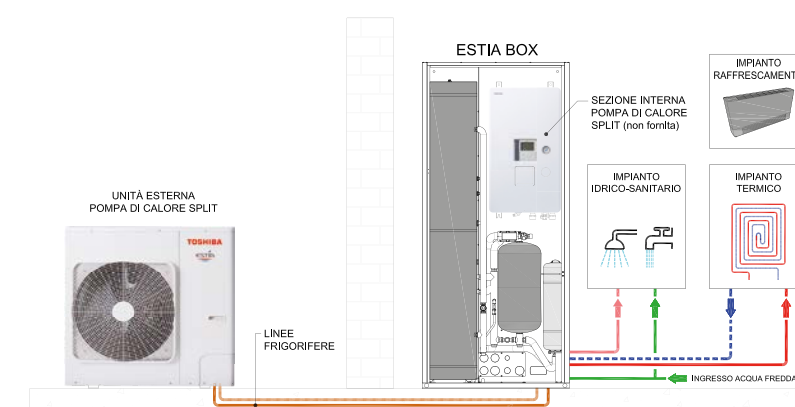 ESTIA BOX
IMPIANTO
RAFFRESCAMENT
SEZIONE INTERNA
POMPA DI CALORE
SPLIT (non fornita)
IMPIANTO
IDRICO-SANITARIO
IMPIANTO
TERMICO
UNITÀ ESTERNA
POMPA DI CALORE SPLIT
TOSHIBA
ESTIA
LINEE
FRIGORIFERE
INGRESSO ACQUA FREDDA